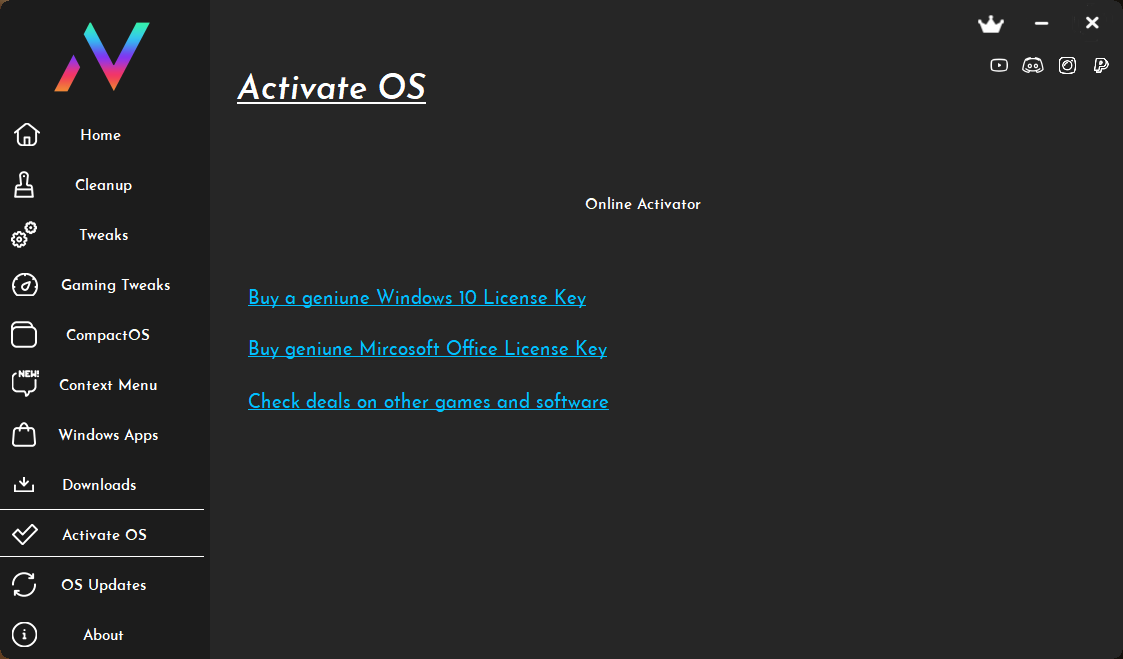 Home
Cleanup
Tweaks
Gaming Tweaks
CompactOS
NEW!
Context Menu
Windows Apps
Downloads
Activate OS
OS Updates
About
Activate OS
Online Activator
Buy a geniune Windows 10 License Key
Buy geniune Mircosoft Office License Key
Check deals on other games and software